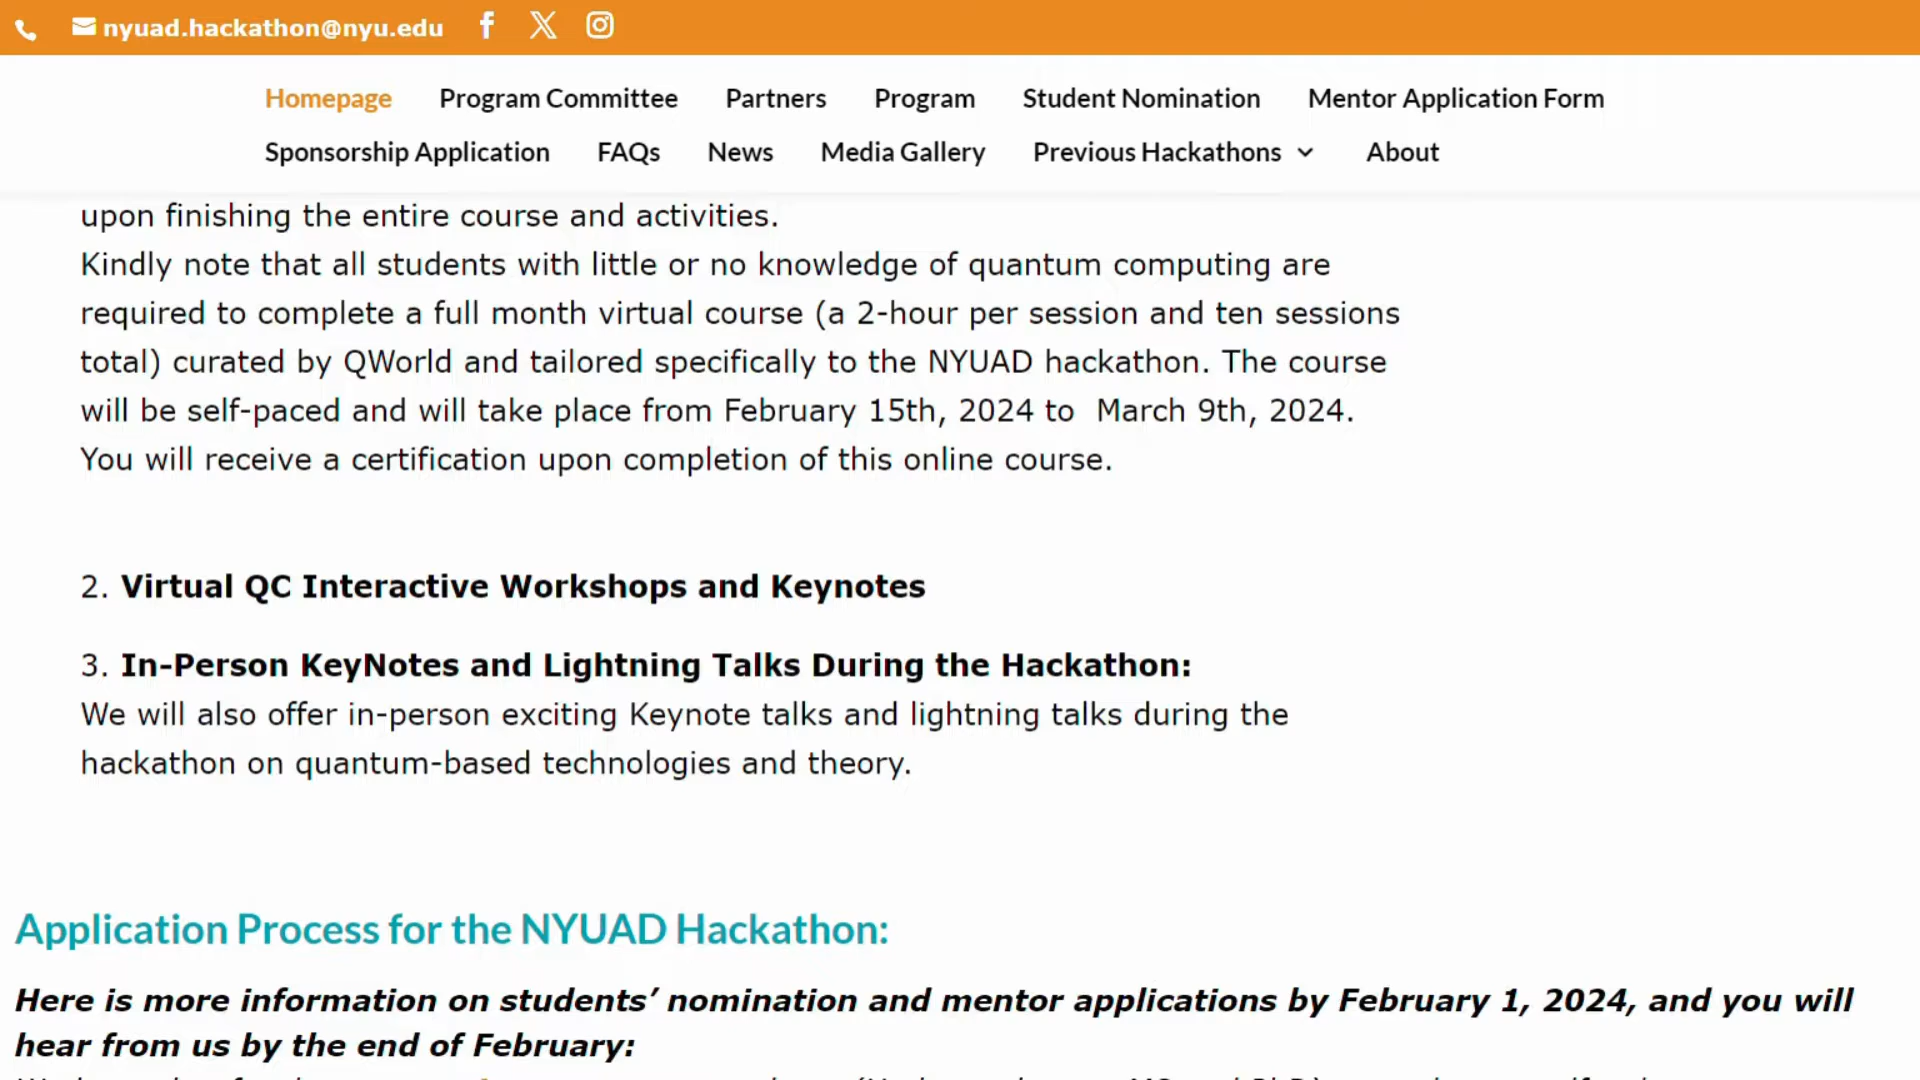 nyuad.hackathon@nyu.edu
Homepage Program Committee Partners Program Student Nomination Mentor Application Form
Sponsorship Application FAQs News Media Gallery Previous Hackathons About
upon finishing the entire course and activities.
Kindly note that all students with little or no knowledge of quantum computing are
required to complete a full month virtual course (a 2-hour per session and ten sessions
total) curated by QWorld and tailored specifically to the NYUAD hackathon. The course
will be self-paced and will take place from February 15th, 2024 to March 9th, 2024.
You will receive a certification upon completion of this online course.
2. Virtual QC Interactive Workshops and Keynotes
3. In-Person KeyNotes and Lightning Talks During the Hackathon:
We will also offer in-person exciting Keynote talks and lightning talks during the
hackathon on quantum-based technologies and theory.
Application Process for the NYUAD Hackathon:
Here is more information on students’ nomination and mentor applications by February 1, 2024, and you will
hear from us by the end of February: